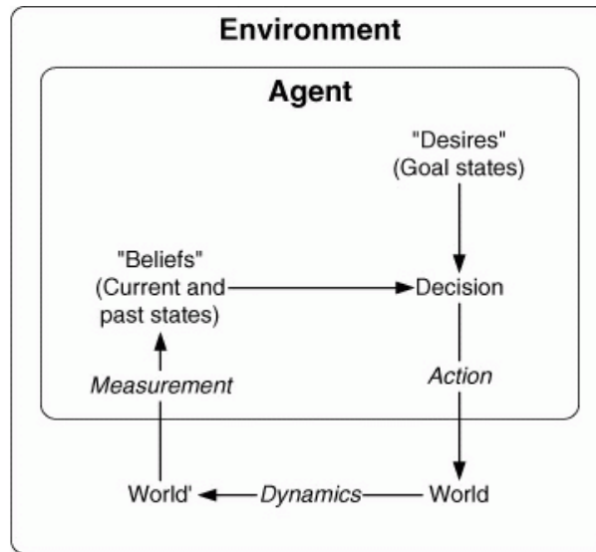 Environment
Agent
"Desires"
(Goal states)
"Beliefs"
(Current and
past states)
Decision
Measurement
Action
World'
Dynamics
World